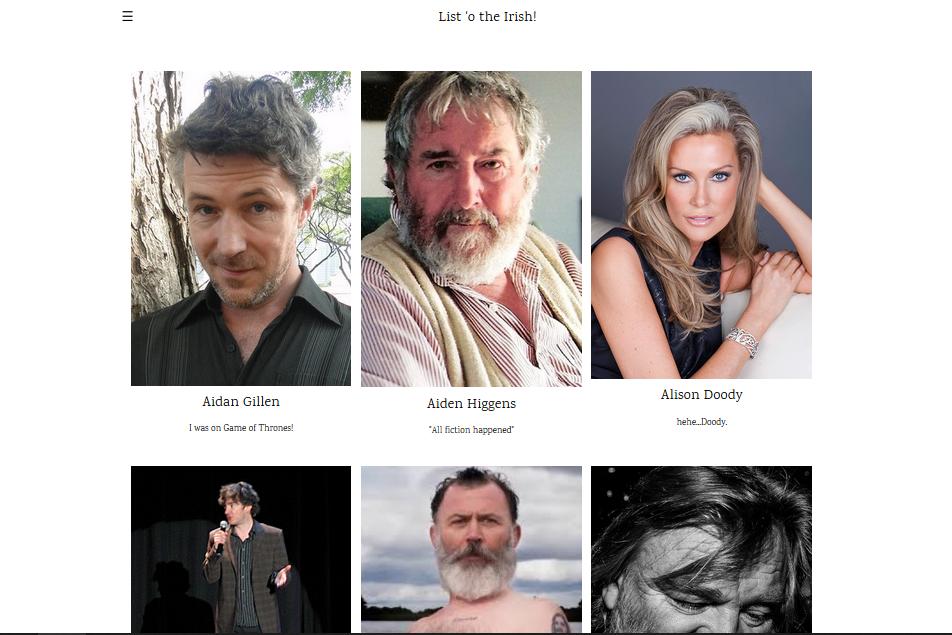 ☰
List 'o the Irish!
Aidan Gillen
Aiden Higgens
Alison Doody
I was on Game of Thrones!
"All fiction happened"
hehe...Doody.